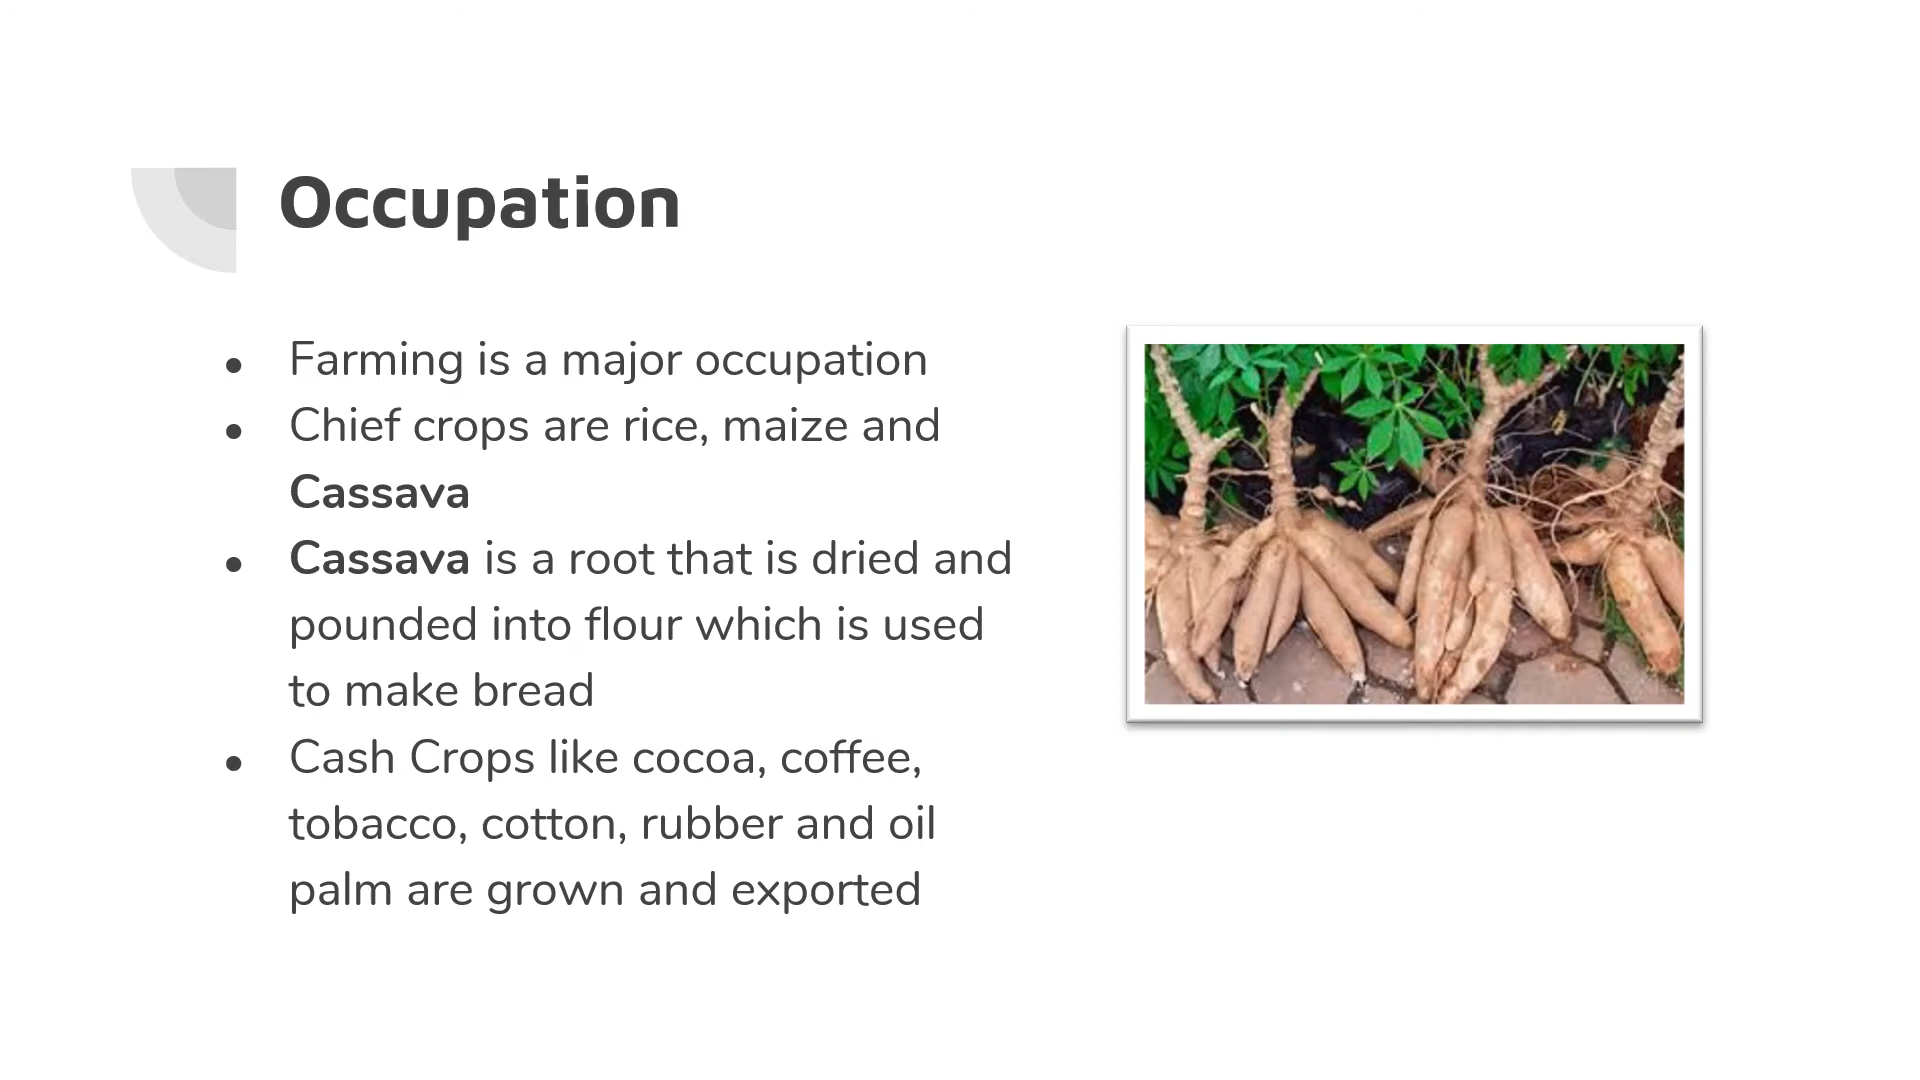 Occupation
● Farming is a major occupation
● Chief crops are rice, maize and
Cassava
● Cassava is a root that is dried and
pounded into flour which is used
to make bread
● Cash Crops like cocoa, coffee,
tobacco, cotton, rubber and oil
palm are grown and exported